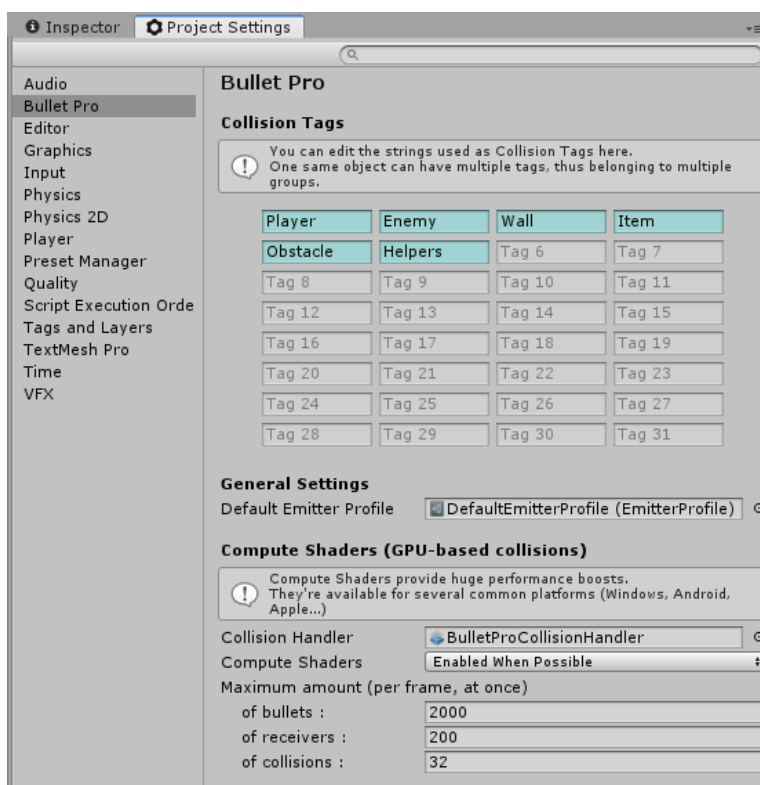 Inspector
Project Settings
Audio
Bullet Pro
Editor
Graphics
Input
Physics
Physics 2D
Player
Preset Manager
Quality
Script Execution Orde
Tags and Layers
TextMesh Pro
Time
VFX
Bullet Pro
Collision Tags
You can edit the strings used as Collision Tags here.
One same object can have multiple tags, thus belonging to multiple
groups.
Player Enemy Wall Item
Obstacle Helpers Tag 6 Tag 7
Tag 8 Tag 9 Tag 10 Tag 11
Tag 12 Tag 13 Tag 14 Tag 15
Tag 16 Tag 17 Tag 18 Tag 19
Tag 20 Tag 21 Tag 22 Tag 23
Tag 24 Tag 25 Tag 26 Tag 27
Tag 28 Tag 29 Tag 30 Tag 31
General Settings
Default Emitter Profile DefaultEmitterProfile (EmitterProfile)
Compute Shaders (GPU-based collisions)
Compute Shaders provide huge performance boosts.
They're available for several common platforms (Windows, Android,
Apple...)
Collision Handler BulletProCollisionHandler
Compute Shaders Enabled When Possible
Maximum amount (per frame, at once)
of bullets : 2000
of receivers : 200
of collisions : 32